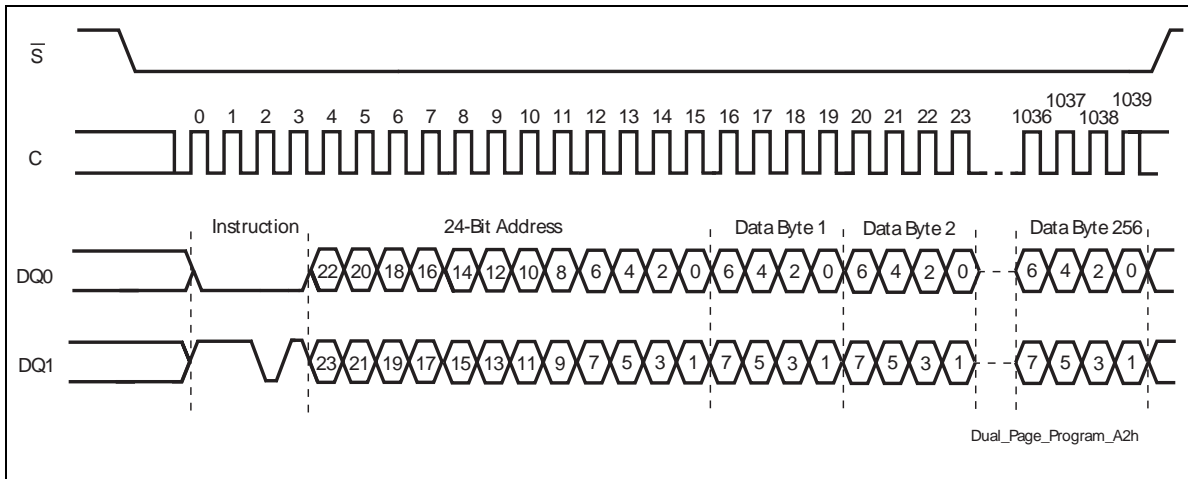 S
0 1 2 3 4 5 6 7 8 9 10 11 12 13 14 15 16 17 18 19 20 21 22 23 1036 1037 1038 1039
C
Instruction 24-Bit Address Data Byte 1 Data Byte 2 Data Byte 256
DQ0 22 20 18 16 14 12 10 8 6 4 2 0 6 4 2 0 6 4 2 0 6 4 2 0
DQ1 23 21 19 17 15 13 11 9 7 5 3 1 7 5 3 1 7 5 3 1 7 5 3 1
Dual_Page_Program_A2h